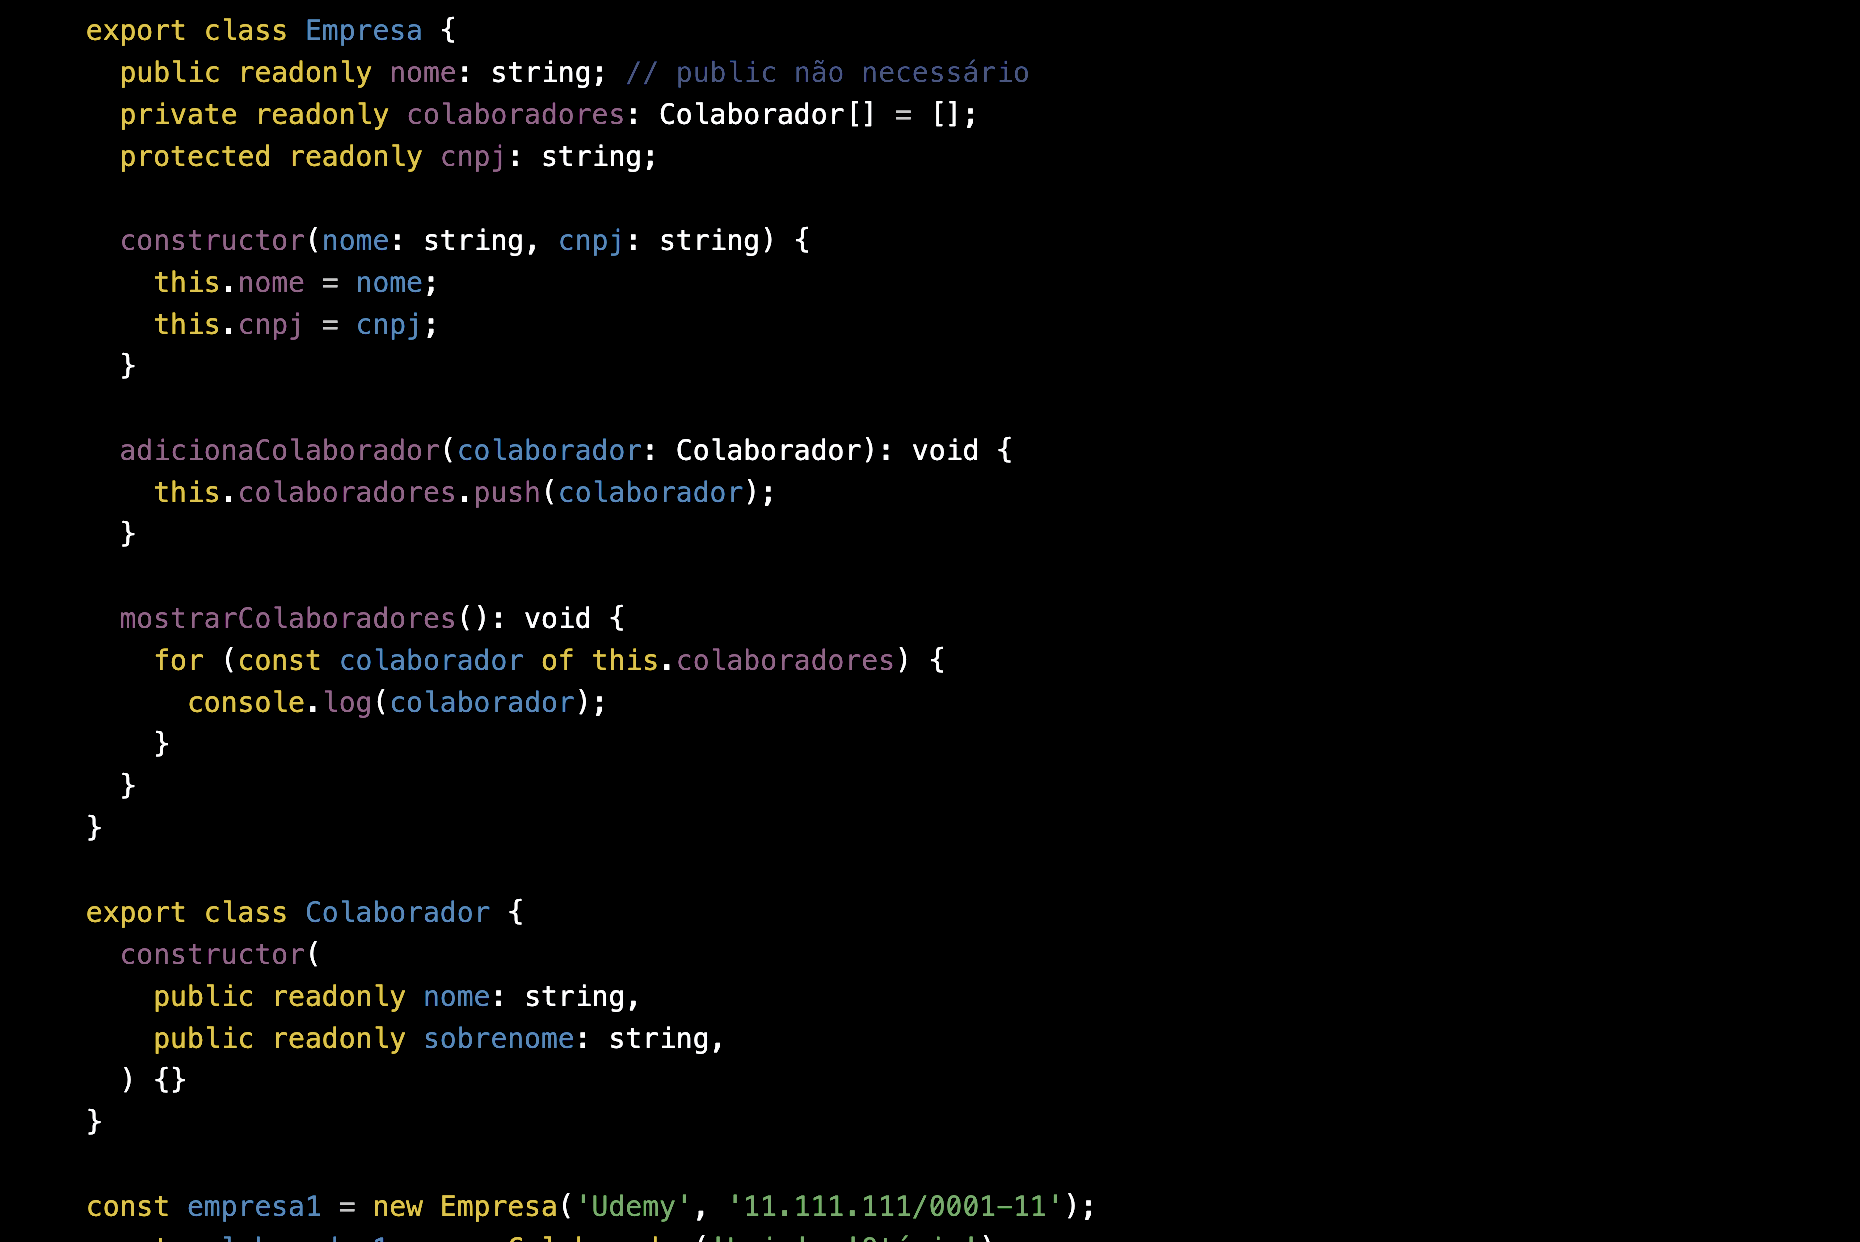 export class Empresa {
  public readonly nome: string; // public não necessário
  private readonly colaboradores: Colaborador[] = [];
  protected readonly cnpj: string;

  constructor(nome: string, cnpj: string) {
    this.nome = nome;
    this.cnpj = cnpj;
  }

  adicionaColaborador(colaborador: Colaborador): void {
    this.colaboradores.push(colaborador);
  }

  mostrarColaboradores(): void {
    for (const colaborador of this.colaboradores) {
      console.log(colaborador);
    }
  }
}

export class Colaborador {
  constructor(
    public readonly nome: string,
    public readonly sobrenome: string,
  ) {}
}

const empresa1 = new Empresa('Udemy', '11.111.111/0001-11');